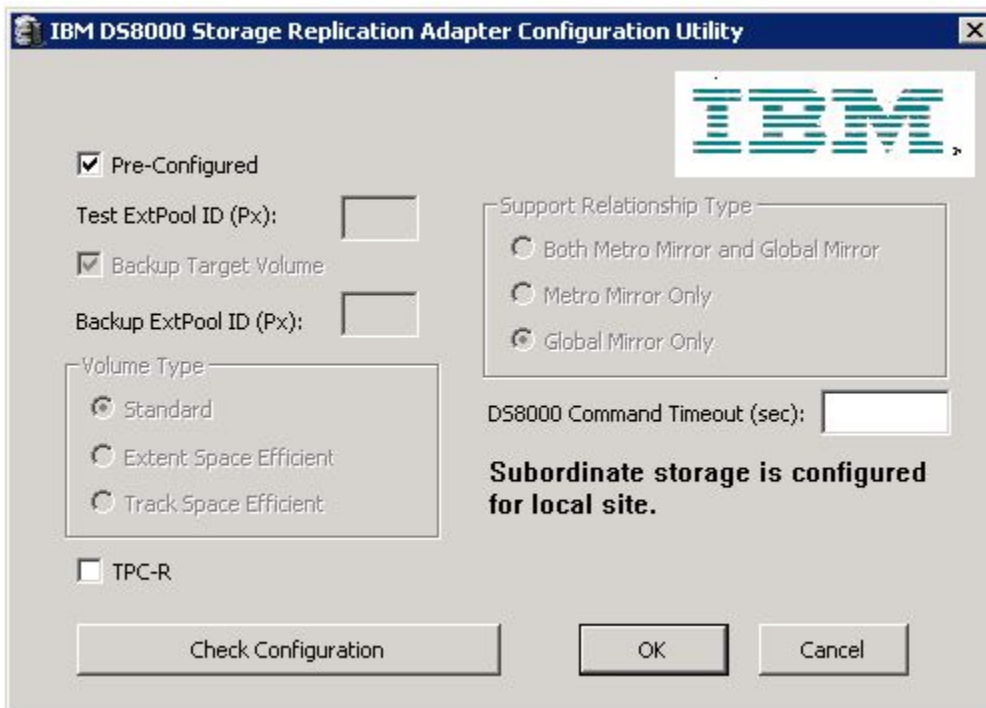 IBM DS8000 Storage Replication Adapter Configuration Utility
IBM
Pre-Configured
Test ExtPool ID (Px):
Backup Target Volume
Backup ExtPool ID (Px):
Volume Type
Standard
Extent Space Efficient
Track Space Efficient
TPC-R
Support Relationship Type
Both Metro Mirror and Global Mirror
Metro Mirror Only
Global Mirror Only
DS8000 Command Timeout (sec):
Subordinate storage is configured
for local site.
Check Configuration
OK
Cancel